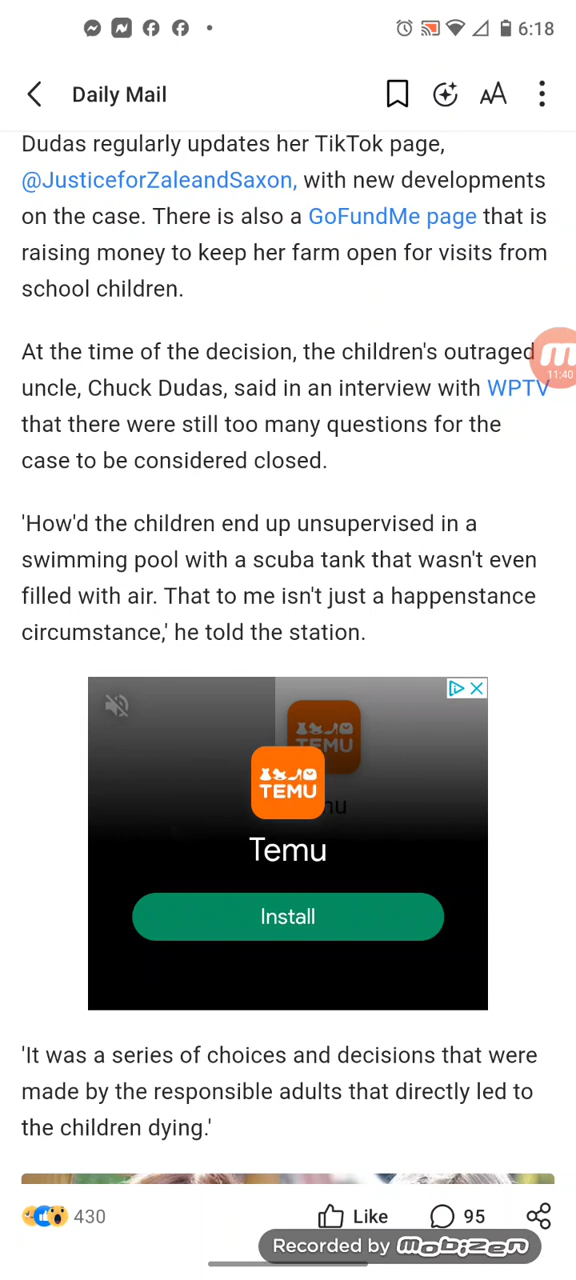 6:18
Daily Mail
AA
Dudas regularly updates her TikTok page,
@JusticeforZaleandSaxon, with new developments
on the case. There is also a GoFundMe page that is
raising money to keep her farm open for visits from
school children.
At the time of the decision, the children's outraged
11:40
uncle, Chuck Dudas, said in an interview with WPTV
that there were still too many questions for the
case to be considered closed.
'How'd the children end up unsupervised in a
swimming pool with a scuba tank that wasn't even
filled with air. That to me isn't just a happenstance
circumstance,' he told the station.
TEMU
TEMU
nu
Temu
Install
'It was a series of choices and decisions that were
made by the responsible adults that directly led to
the children dying.'
430
Like
95
Recorded by mobizen